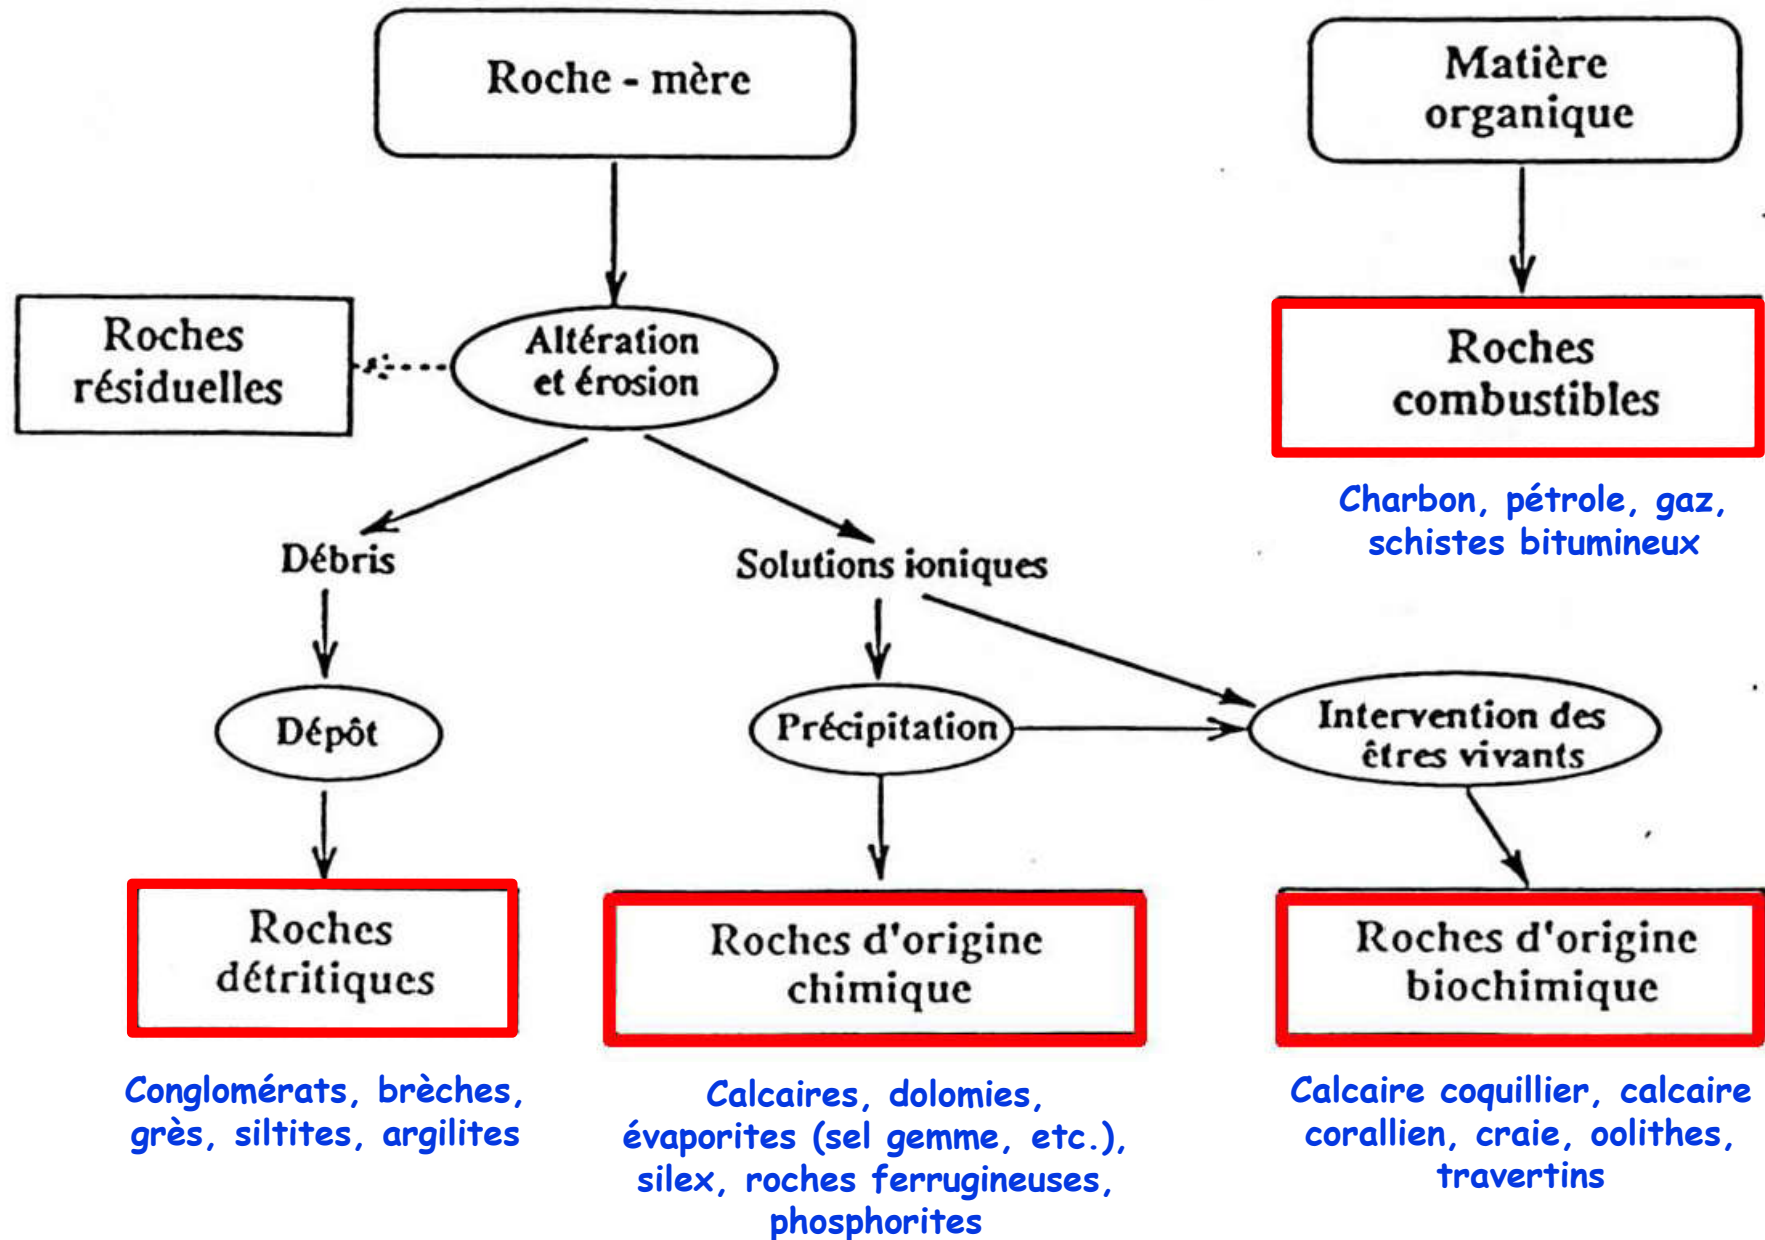 Roche - mère
Matière
organique
Roches
résiduelles
Altération
et érosion
Roches
combustibles
Charbon, pétrole, gaz,
schistes bitumineux
Débris
Solutions ioniques
Dépôt
Précipitation
Intervention des
êtres vivants
Roches
détritiques
Roches d'origine
chimique
Roches d'origine
biochimique
Conglomérats, brèches,
grès, siltites, argilites
Calcaires, dolomies,
évaporites (sel gemme, etc.),
silex, roches ferrugineuses,
phosphorites
Calcaire coquillier, calcaire
corallien, craie, oolithes,
travertins